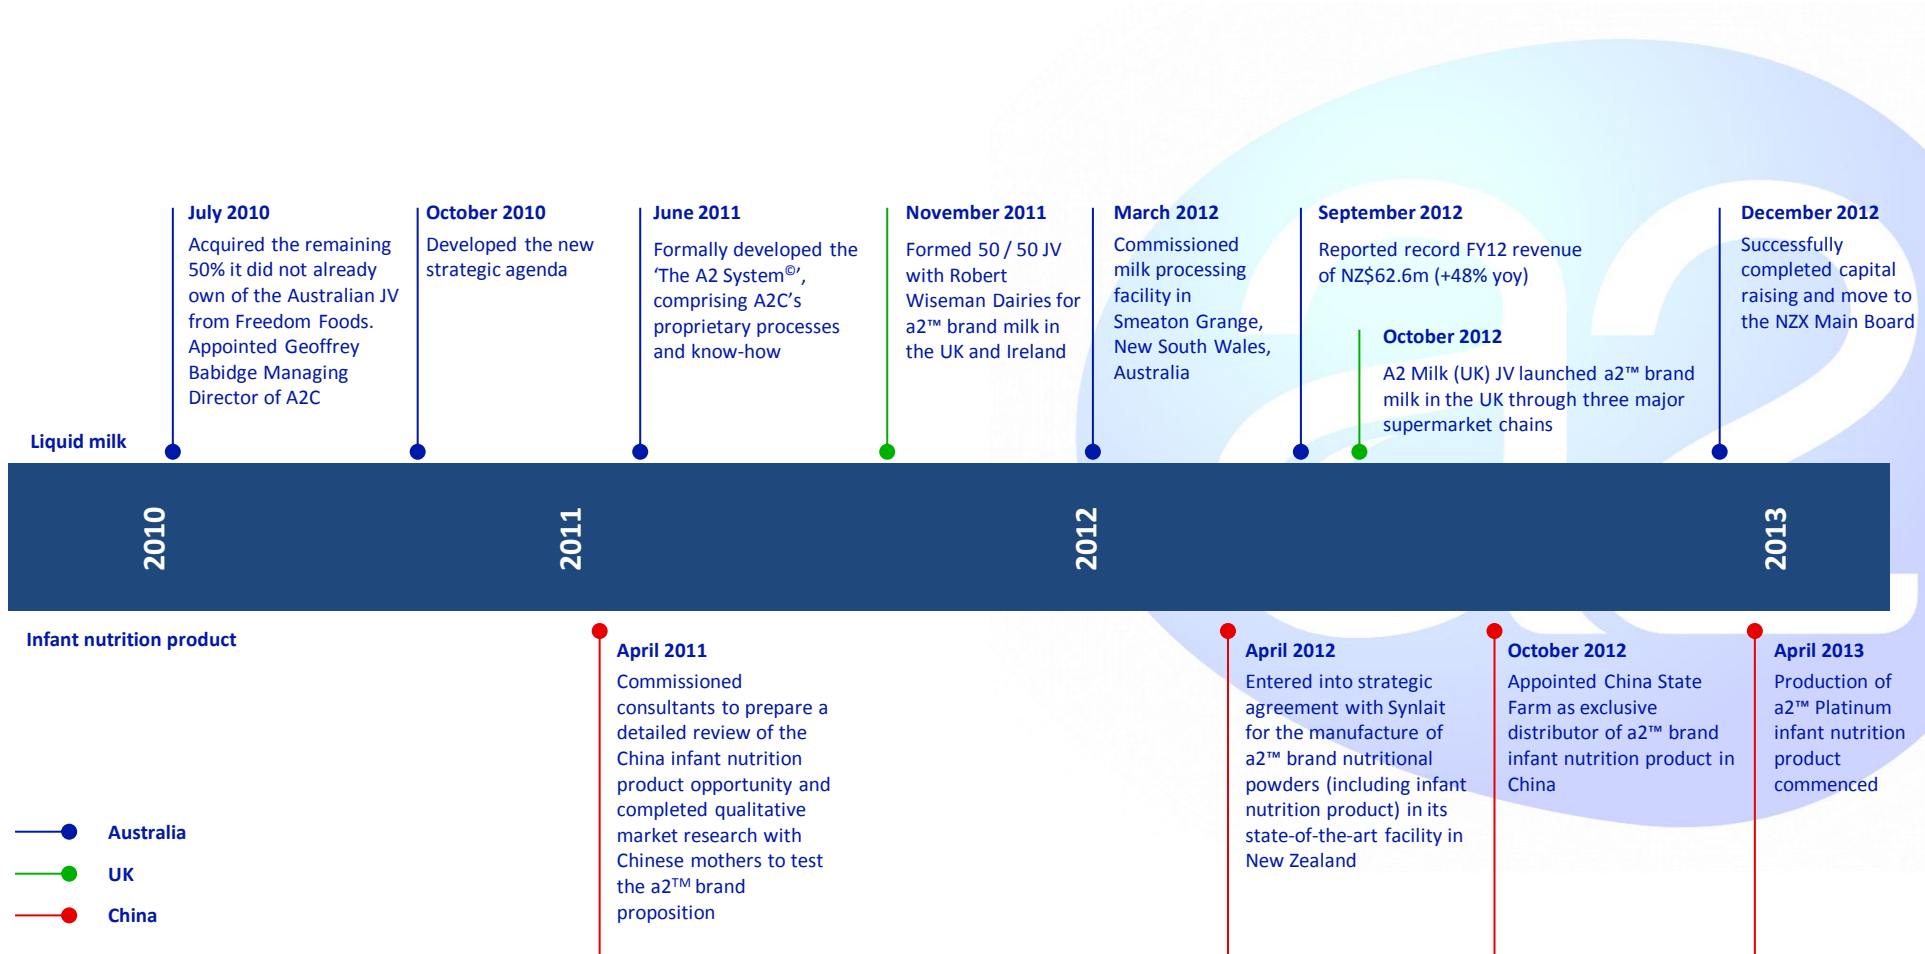 July 2010
Acquired the remaining
50% it did not already
own of the Australian JV
from Freedom Foods.
Appointed Geoffrey
Babidge Managing
Director of A2C
October 2010
Developed the new
strategic agenda
June 2011
Formally developed the
‘The A2 System©’,
comprising A2C’s
proprietary processes
and know-how
November 2011
Formed 50 / 50 JV
with Robert
Wiseman Dairies for
a2™ brand milk in
the UK and Ireland
March 2012
Commissioned
milk processing
facility in
Smeaton Grange,
New South Wales,
Australia
September 2012
Reported record FY12 revenue
of NZ$62.6m (+48% yoy)
October 2012
A2 Milk (UK) JV launched a2™ brand
milk in the UK through three major
supermarket chains
December 2012
Successfully
completed capital
raising and move to
the NZX Main Board
Liquid milk
2010
2011
2012
2013
Infant nutrition product
April 2011
Commissioned
consultants to prepare a
detailed review of the
China infant nutrition
product opportunity and
completed qualitative
market research with
Chinese mothers to test
the a2™ brand
proposition
April 2012
Entered into strategic
agreement with Synlait
for the manufacture of
a2™ brand nutritional
powders (including infant
nutrition product) in its
state-of-the-art facility in
New Zealand
October 2012
Appointed China State
Farm as exclusive
distributor of a2™ brand
infant nutrition product in
China
April 2013
Production of
a2™ Platinum
infant nutrition
product
commenced
Australia
UK
China
a2